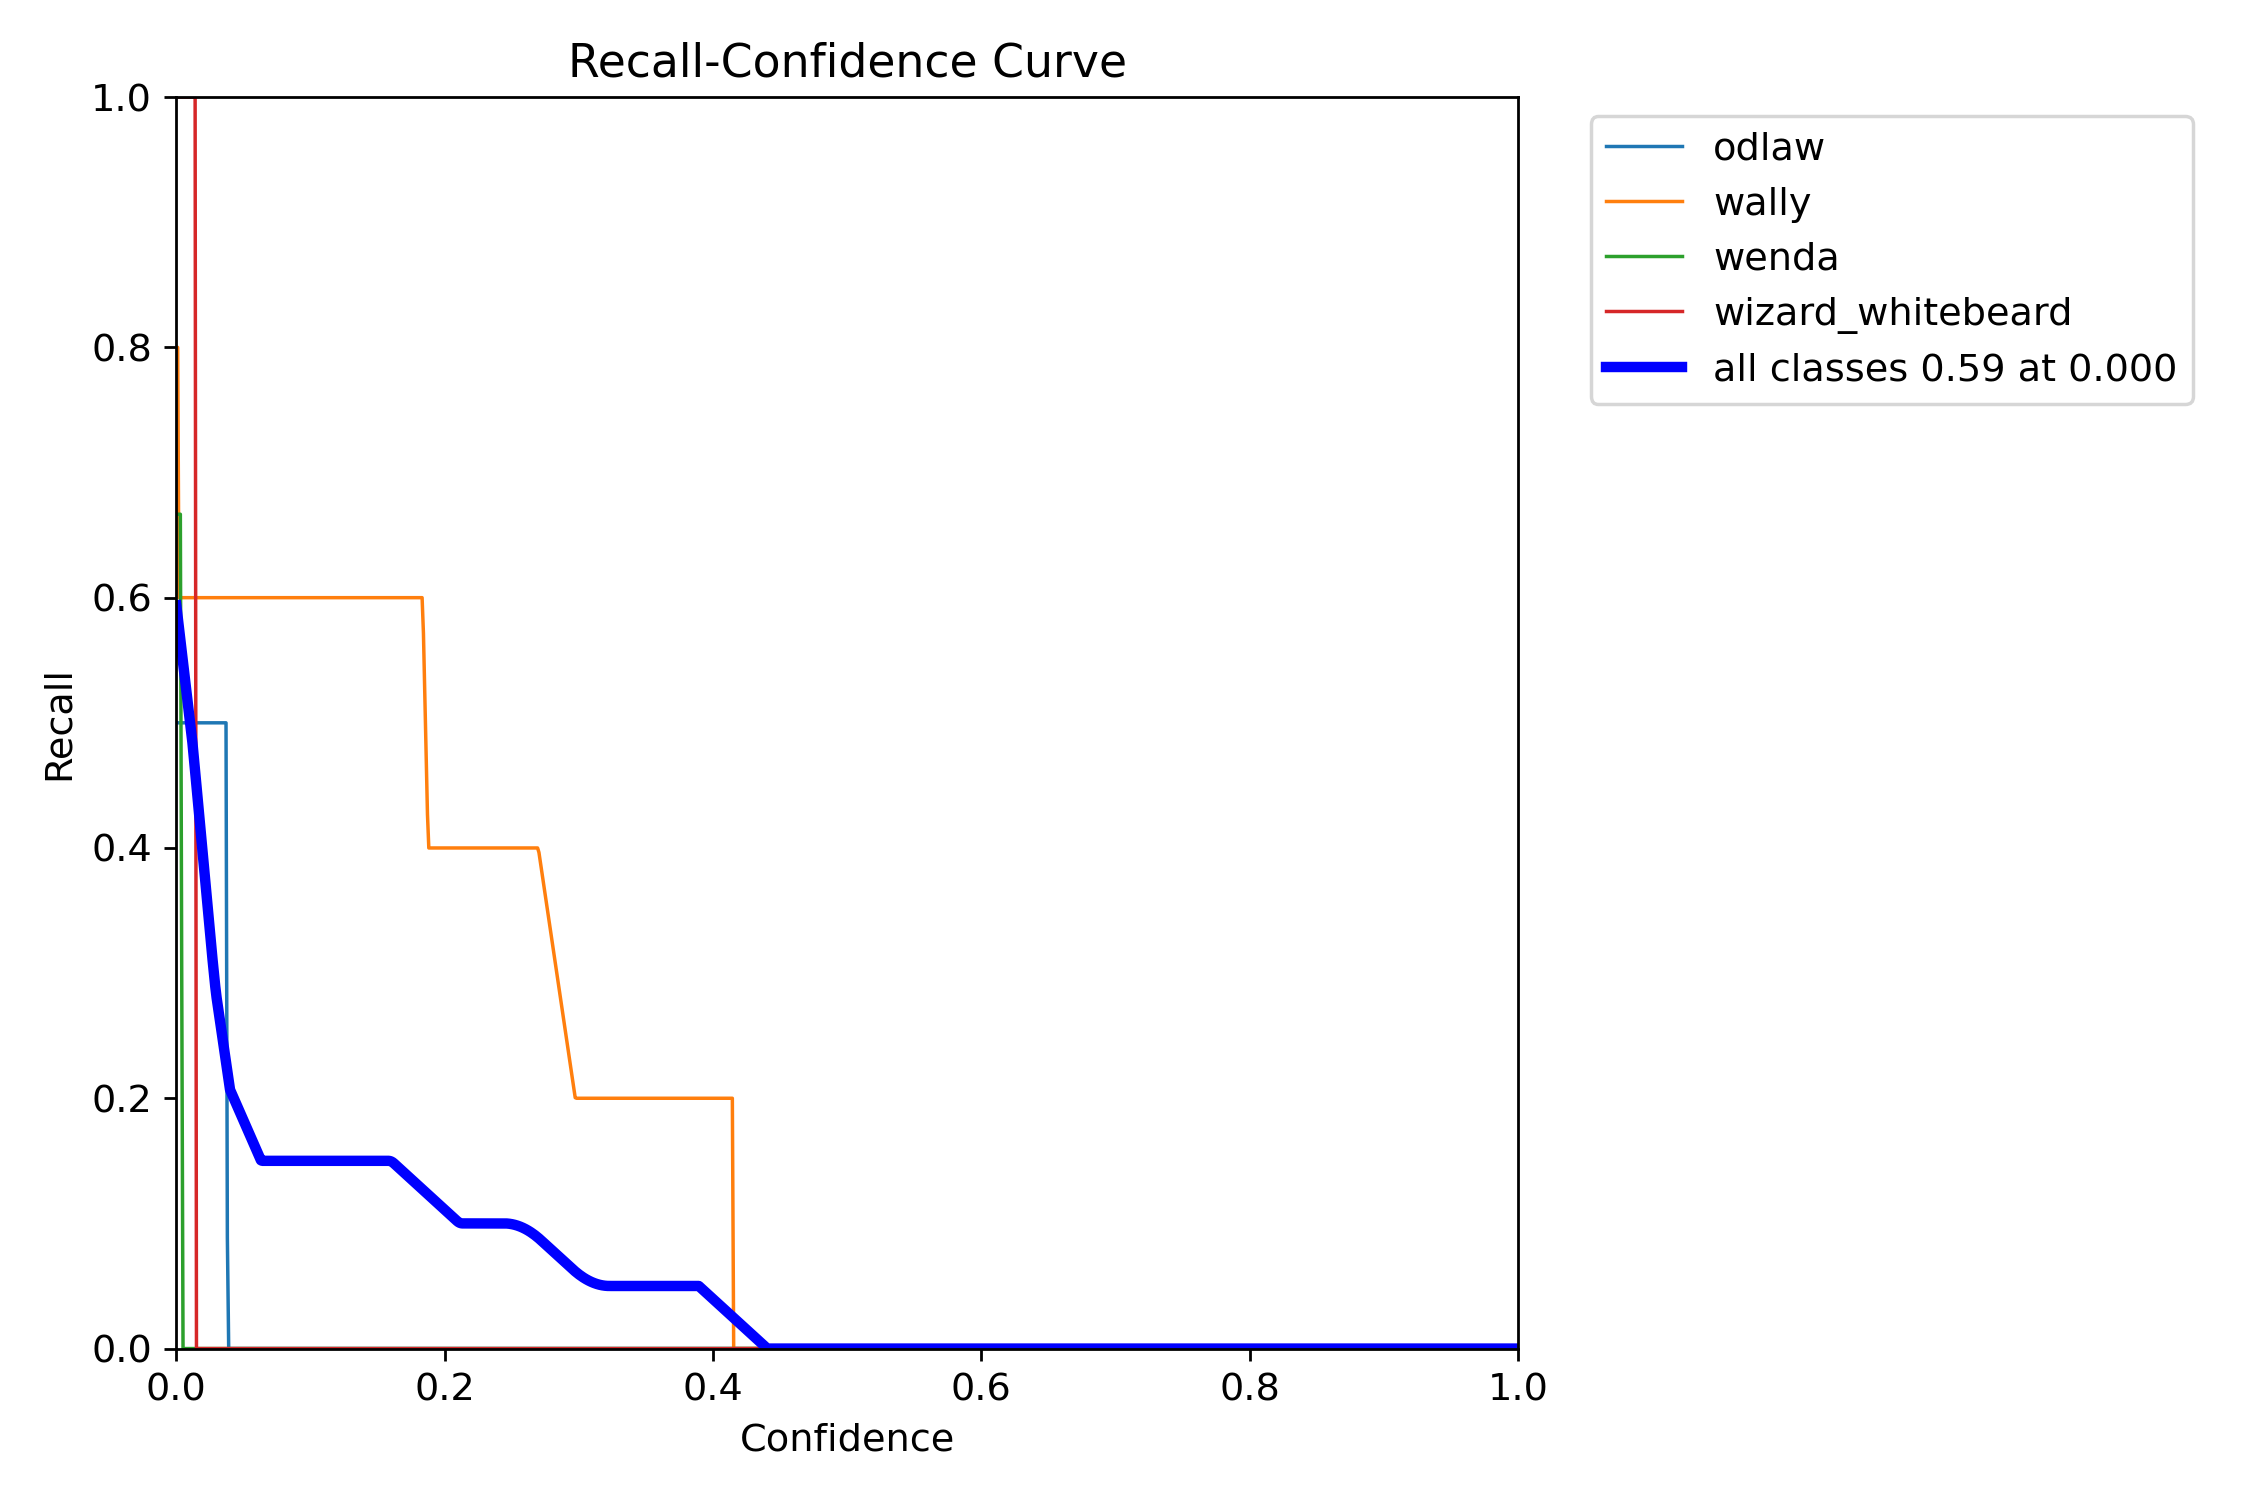 Recall-Confidence Curve
1.0
0.8
0.6
0.4
0.2
0.0
Recall
0.0 0.2 0.4 0.6 0.8 1.0
Confidence
odlaw
wally
wenda
wizard_whitebeard
all classes 0.59 at 0.000